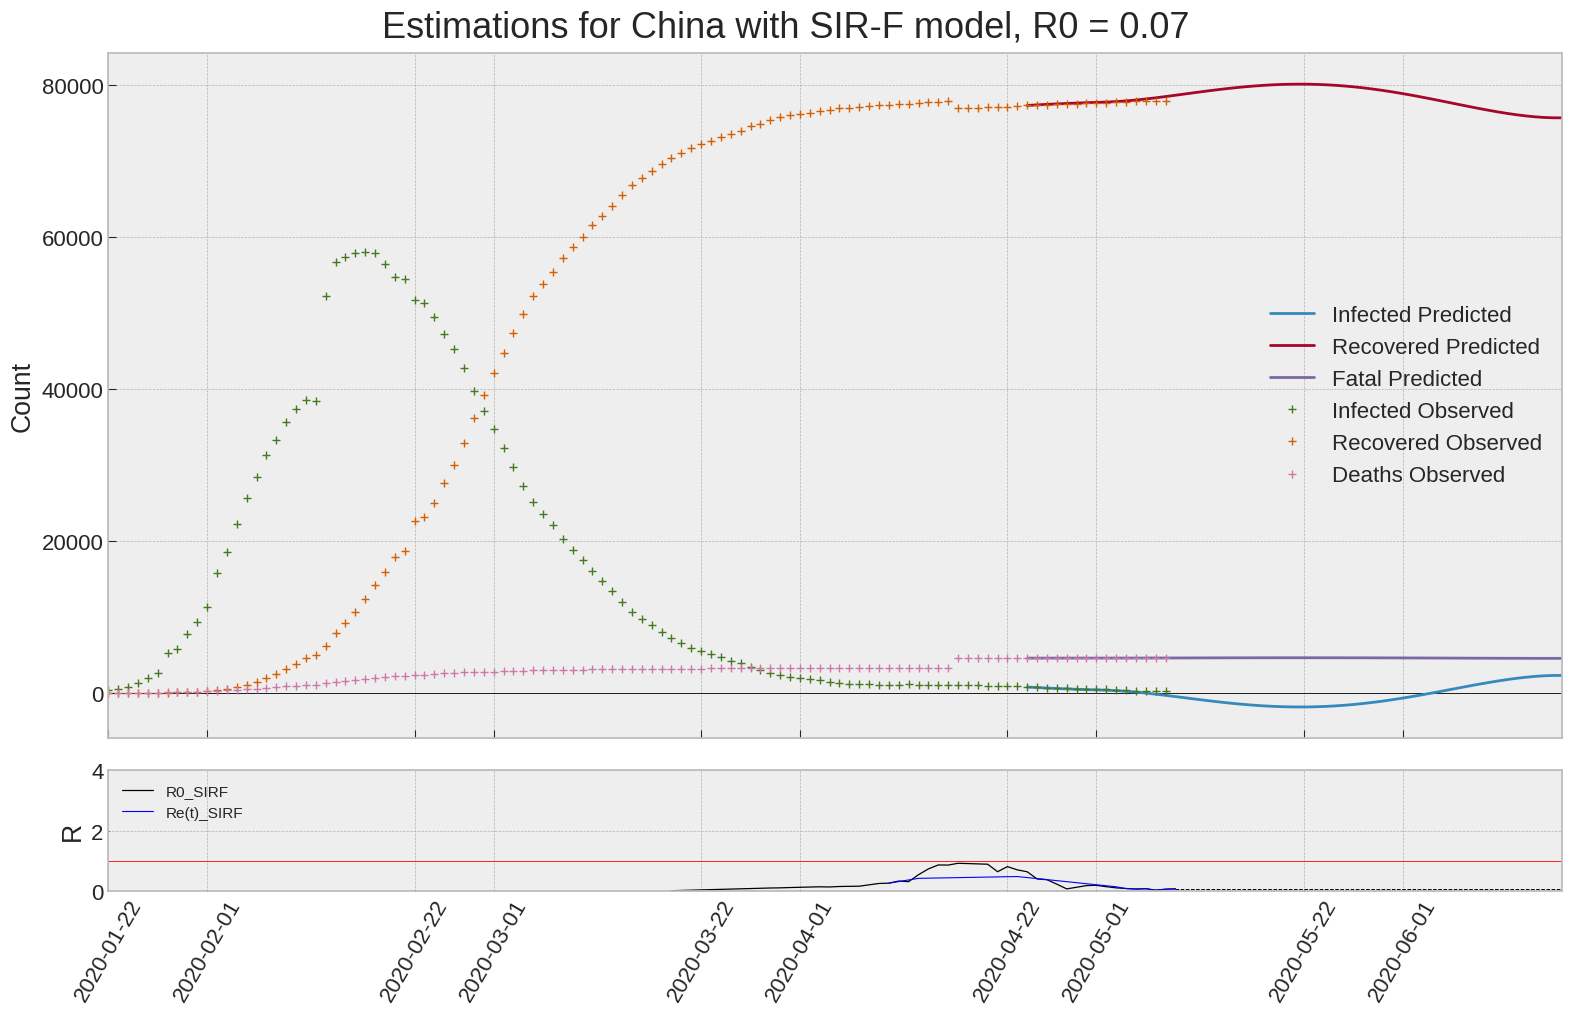 Estimations for China with SIR-F model, R0 = 0.07
Count
80000
60000
40000
20000
0
Infected Predicted
Recovered Predicted
Fatal Predicted
Infected Observed
Recovered Observed
Deaths Observed
R
4
2
0
R0_SIRF
Re(t)_SIRF
2020-01-22
2020-02-01
2020-02-22
2020-03-01
2020-03-22
2020-04-01
2020-04-22
2020-05-01
2020-05-22
2020-06-01